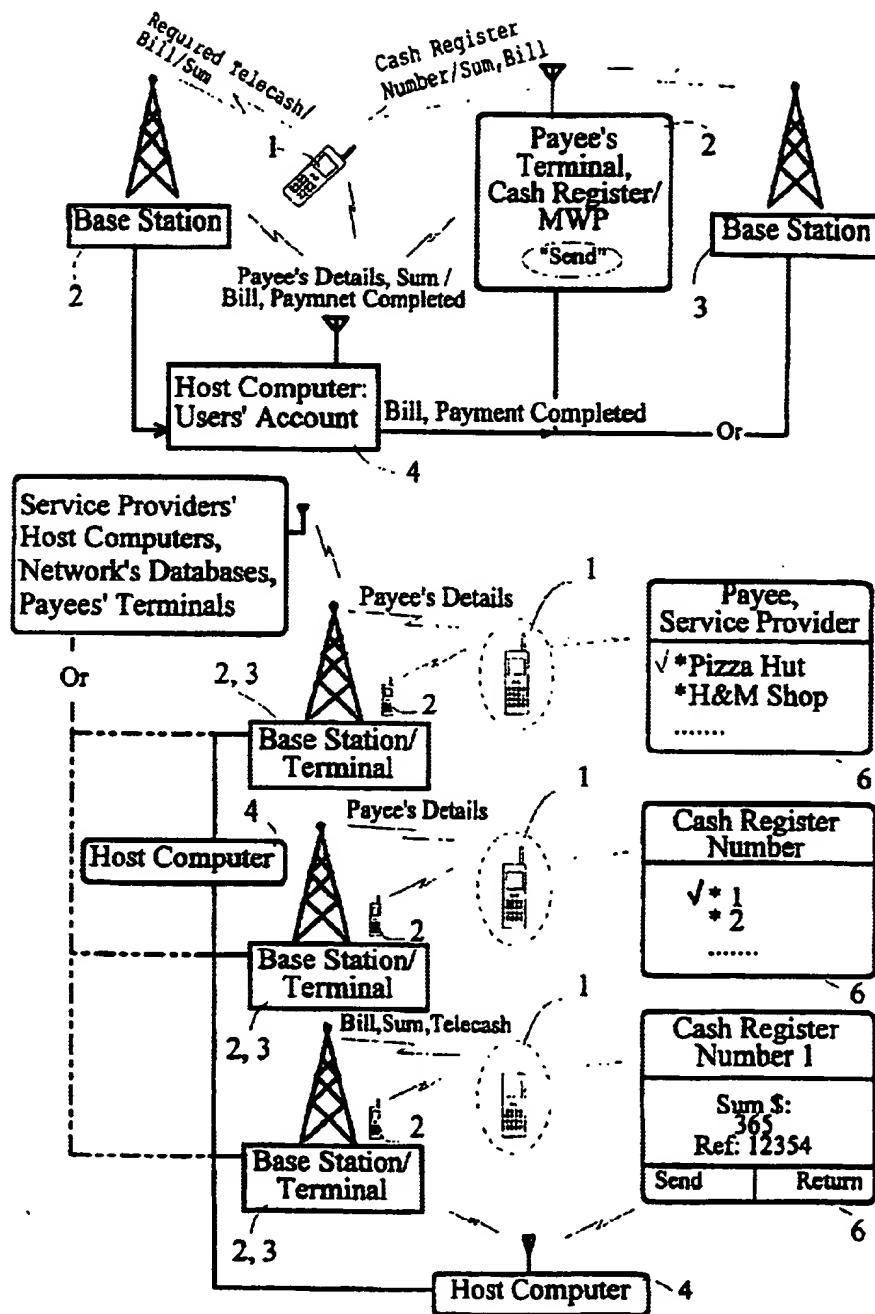 Required Telecash/
Bill/Sum
Cash Register
Number/Sum,Bill
1
2
Payee's
Terminal,
Cash Register/
MWP
"Send"
Base Station
2
Base Station
3
Payee's Details, Sum /
Bill, Paymnet Completed
Host Computer:
Users' Account
Bill, Payment Completed
Or
4
Service Providers'
Host Computers,
Network's Databases,
Payees' Terminals
Or
Payee's Details
1
Payee,
Service Provider
√ *Pizza Hut
*H&M Shop
.......
6
2, 3
2
Base Station/
Terminal
4
Host Computer
Payee's Details
1
Cash Register
Number
√ * 1
* 2
.......
6
2
Base Station/
Terminal
2, 3
Bill,Sum,Telecash
1
Cash Register
Number 1
Sum $:
365
Ref: 12354
Send Return
6
2
Base Station/
Terminal
2, 3
Host Computer
4